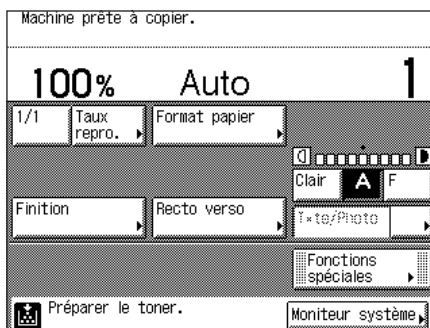 Machine prête à copier.
100% Auto 1
1/1 Taux repro. Format papier
Clair A F
Finition Recto verso Texte/Photo
Fonctions spéciales
Préparer le toner. Moniteur système